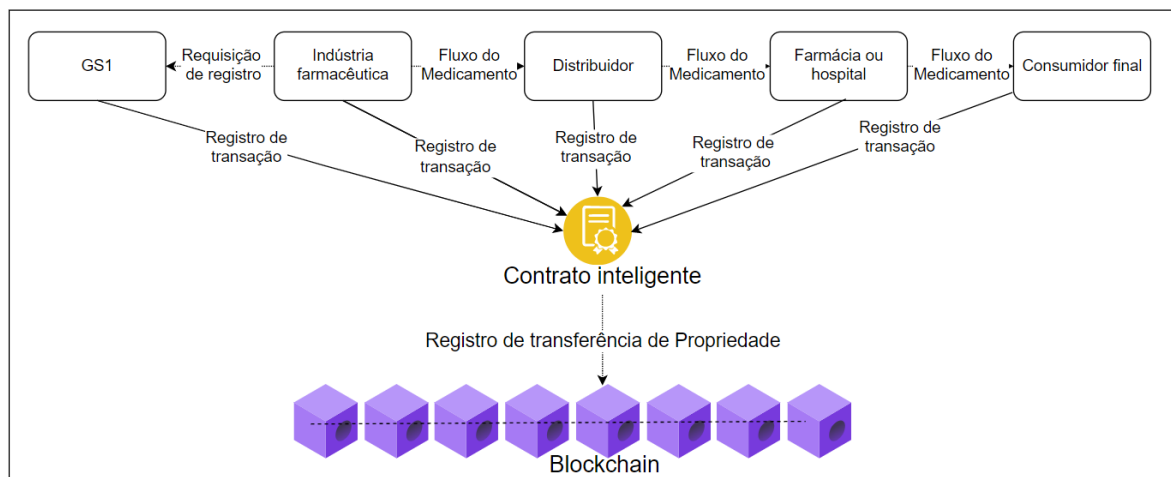 GS1
Requisição
de registro
Indústria
farmacêutica
Fluxo do
Medicamento
Distribuidor
Fluxo do
Medicamento
Farmácia ou
hospital
Fluxo do
Medicamento
Consumidor final
Registro de
transação
Registro de
transação
Registro de
transação
Registro de
transação
Registro de
transação
Contrato inteligente
Registro de transferência de Propriedade
Blockchain